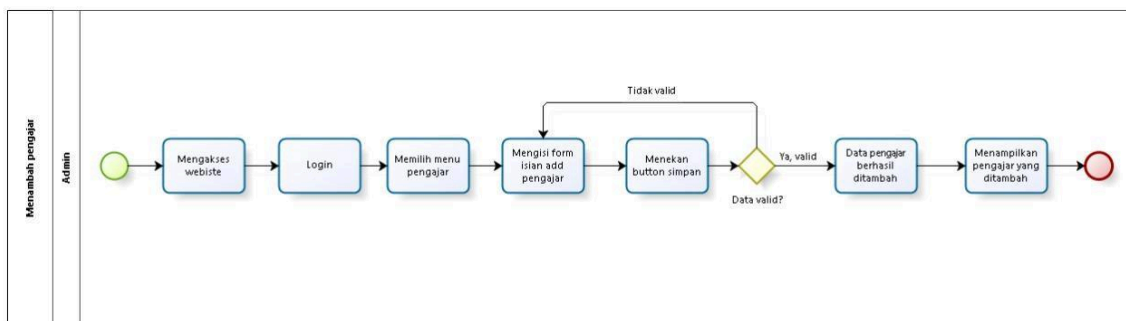 Menambah pengajar
Admin
Mengakses
webiste
Login
Memilih menu
pengajar
Mengisi form
isian add
pengajar
Menekan
button simpan
Tidak valid
Data valid?
Ya, valid
Data pengajar
berhasil
ditambah
Menampilkan
pengajar yang
ditambah